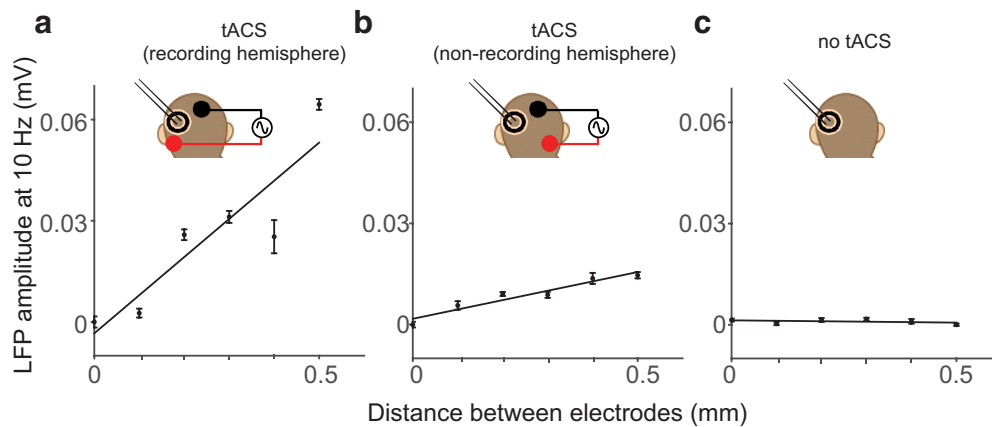 a
tACS
(recording hemisphere)
b
tACS
(non-recording hemisphere)
c
no tACS
LFP amplitude at 10 Hz (mV)
0.06
0.03
0
0
0.5
0.06
0.03
0
0
0.5
0.06
0.03
0
0
0.5
Distance between electrodes (mm)